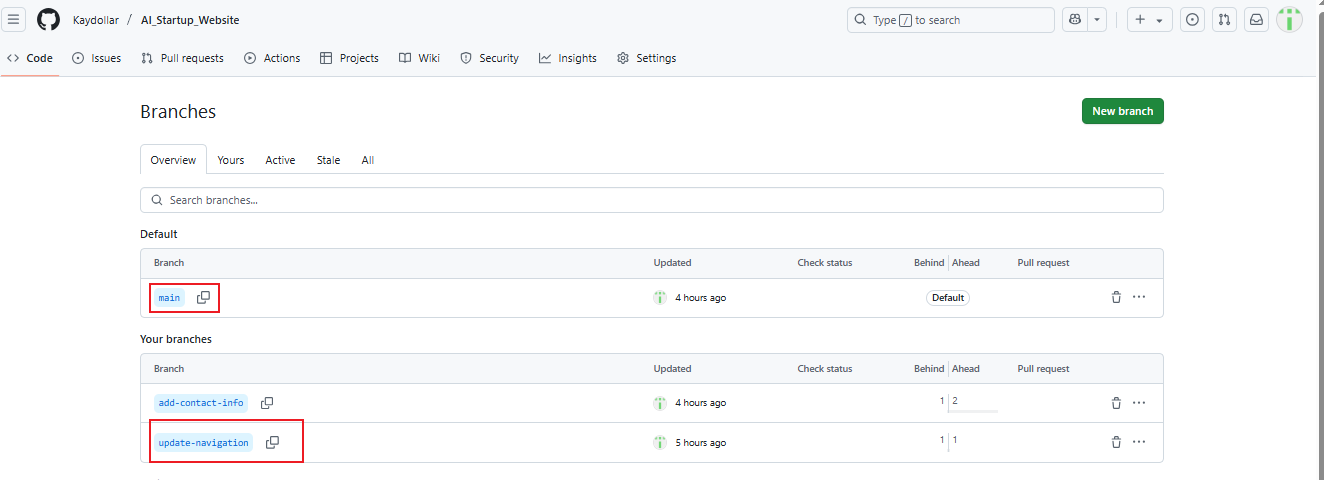 Kaydollar / AI_Startup_Website Type / to search
Code Issues Pull requests Actions Projects Wiki Security Insights Settings
Branches New branch
Overview Yours Active Stale All
Search branches...
Default
Branch Updated Check status Behind Ahead Pull request
main 4 hours ago Default
Your branches
Branch Updated Check status Behind Ahead Pull request
add-contact-info 4 hours ago 1 2
update-navigation 5 hours ago 1 1